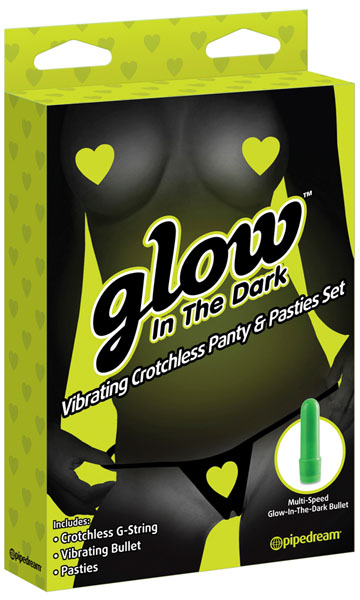 glow™
In The Dark
Vibrating Crotchless Panty & Pasties Set
Includes:
• Crotchless G-String
• Vibrating Bullet
• Pasties
Multi-Speed
Glow-In-The-Dark Bullet
pipedream®